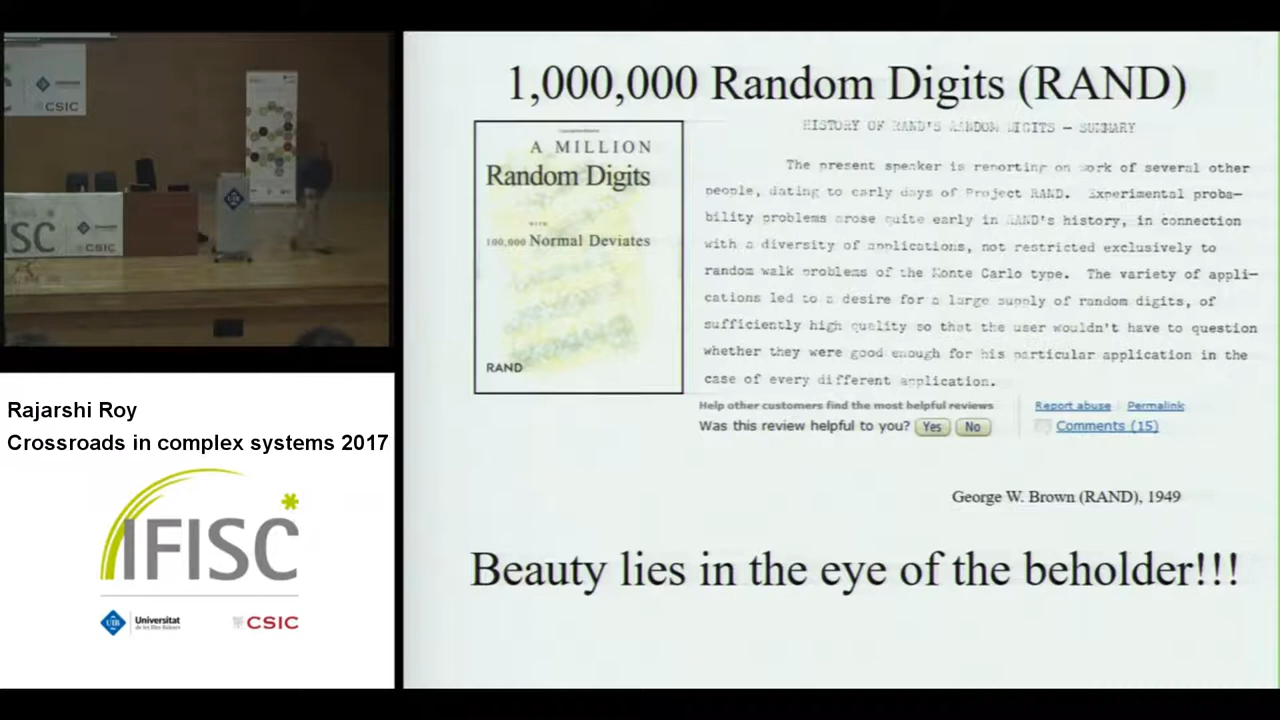 CSIC
ISC
CSIC
Rajarshi Roy
Crossroads in complex systems 2017
IFISC
UIB
Universitat
de les Illes Balears
CSIC
1,000,000 Random Digits (RAND)
A MILLION
Random Digits
WITH
100,000 Normal Deviates
RAND
HISTORY OF RAND'S RANDOM DIGITS — SUMMARY
The present speaker is reporting on work of several other
people, dating to early days of Project RAND. Experimental proba-
bility problems arose quite early in RAND's history, in connection
with a diversity of applications, not restricted exclusively to
random walk problems of the Monte Carlo type. The variety of appli-
cations led to a desire for a large supply of random digits, of
sufficiently high quality so that the user wouldn't have to question
whether they were good enough for his particular application in the
case of every different application.
Help other customers find the most helpful reviews
Report abuse Permalink
Was this review helpful to you? Yes No
Comments (15)
George W. Brown (RAND), 1949
Beauty lies in the eye of the beholder!!!